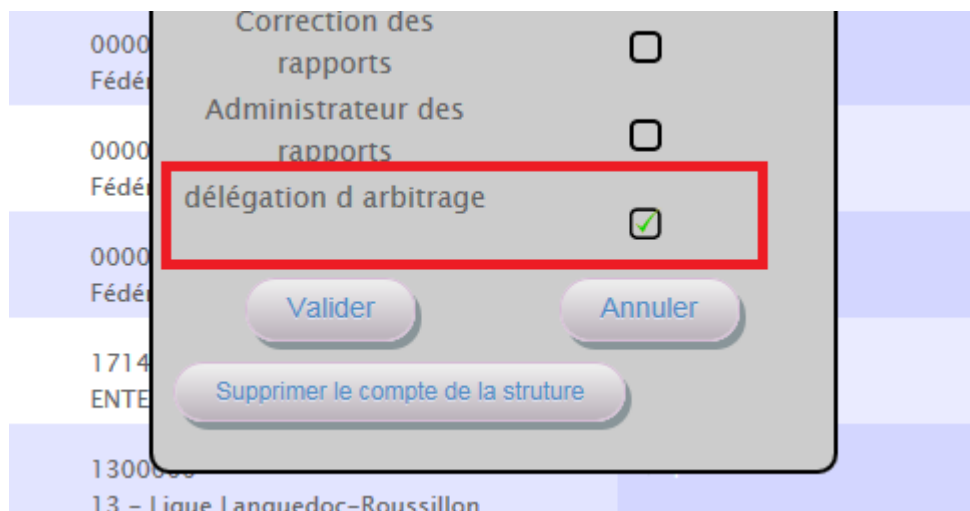 Correction des
rapports
0000
Fédé
Administrateur des
rapports
0000
Fédé
délégation d arbitrage
0000
Fédé
Valider
Annuler
1714
ENTE
Supprimer le compte de la struture
1300000
13 - Ligue Languedoc-Roussillon